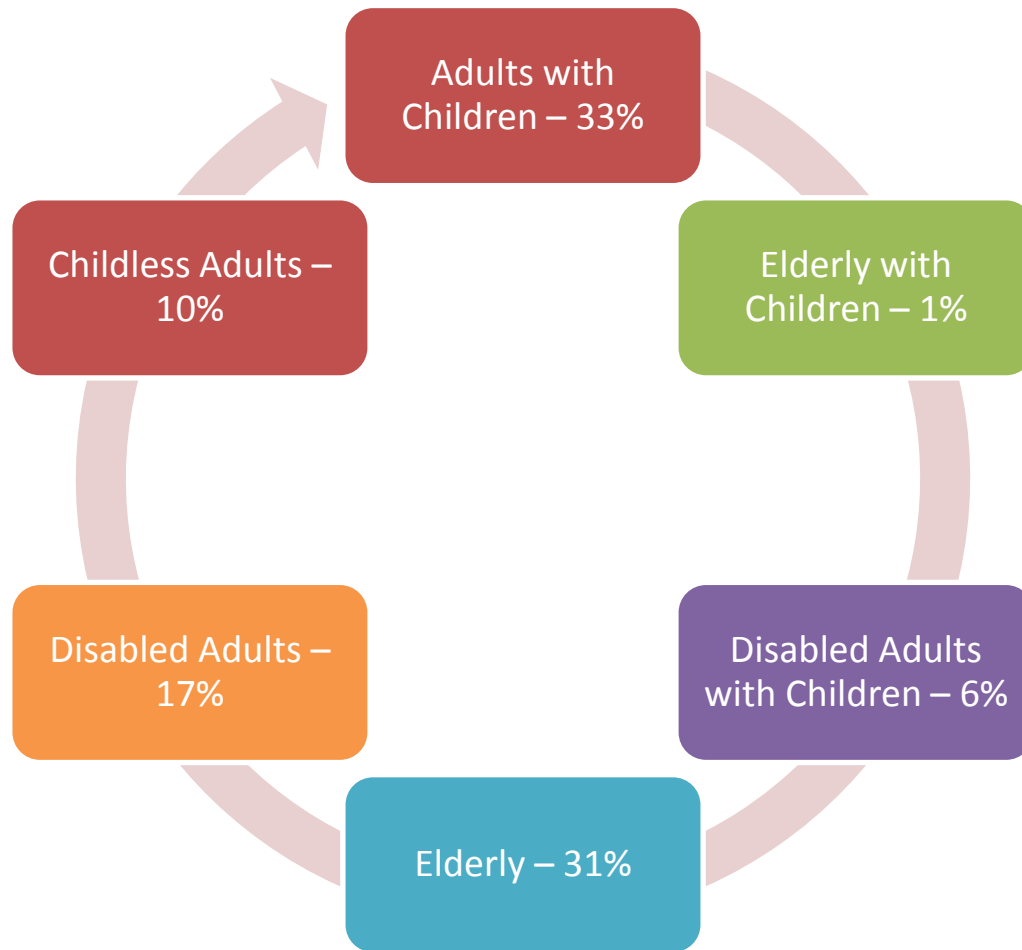 Adults with
Children – 33%
Elderly with
Children – 1%
Disabled Adults
with Children – 6%
Elderly – 31%
Disabled Adults –
17%
Childless Adults –
10%